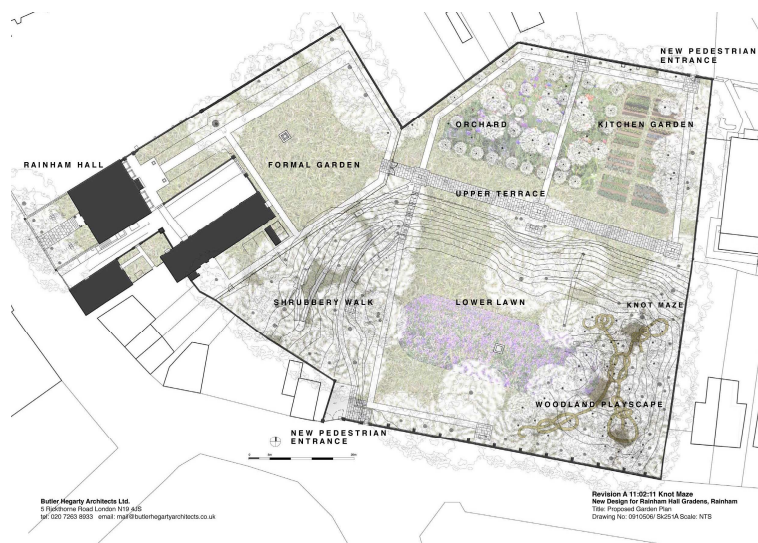 NEW PEDESTRIAN
ENTRANCE
ORCHARD
KITCHEN GARDEN
RAINHAM HALL
FORMAL GARDEN
UPPER TERRACE
SHRUBBERY WALK
LOWER LAWN
KNOT MAZE
WOODLAND PLAYSCAPE
NEW PEDESTRIAN
ENTRANCE
Butler Hegarty Architects Ltd.
5 Rickthorne Road London N19 4JS
tel: 020 7263 8933 email: mail@butlerhegartyarchitects.co.uk
Revision A 11:02:11 Knot Maze
New Design for Rainham Hall Gradens, Rainham
Title: Proposed Garden Plan
Drawing No: 0910506/ Sk251A Scale: NTS